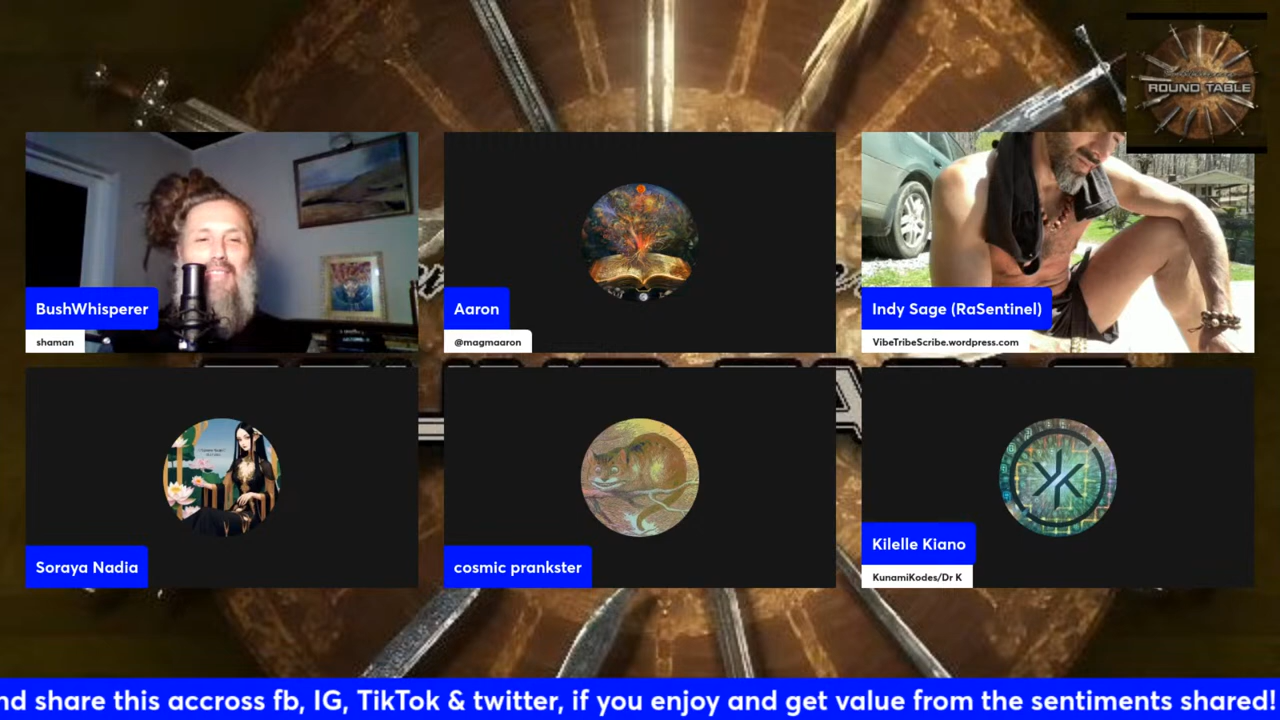 ROUND TABLE
BushWhisperer
shaman
Aaron
@magmaaron
Indy Sage (RaSentinel)
VibeTribeScribe.wordpress.com
Soraya Nadia
cosmic prankster
Kilelle Kiano
KunamiKodes/Dr K
nd share this accross fb, IG, TikTok & twitter, if you enjoy and get value from the sentiments shared!